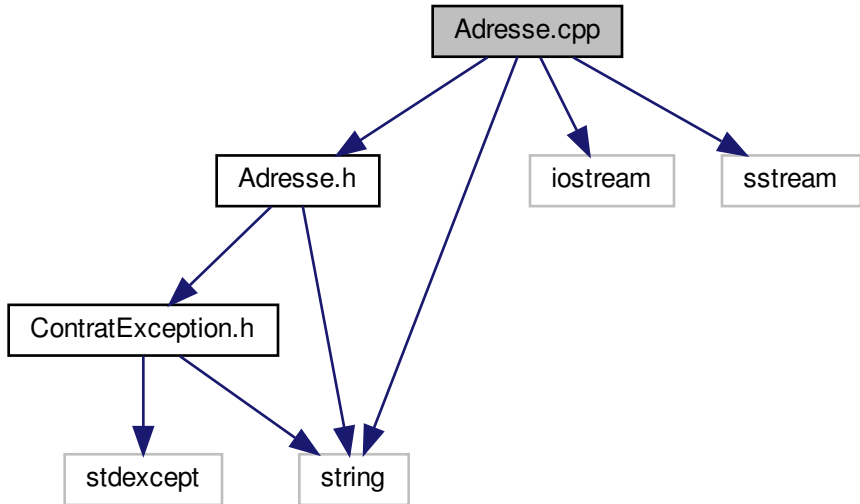 Adresse.cpp
Adresse.h
iostream
sstream
ContratException.h
stdexcept
string